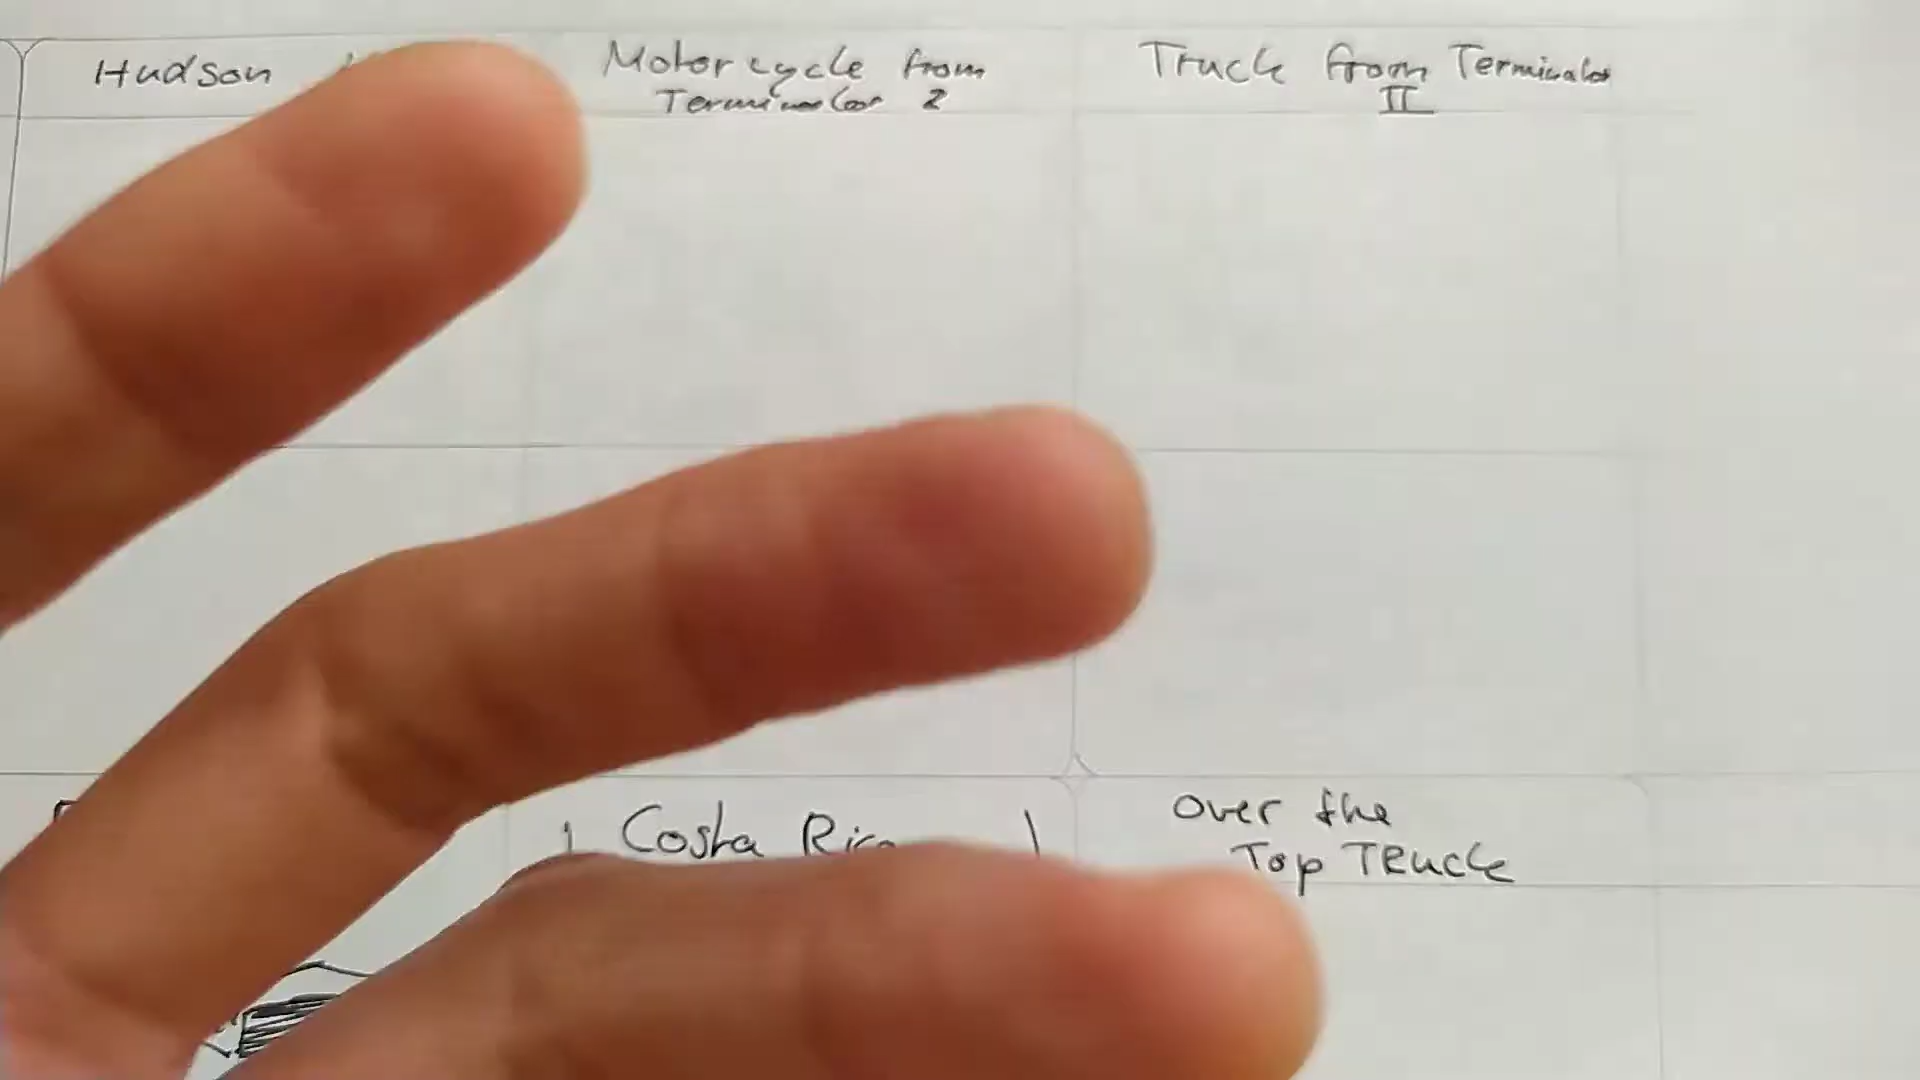 Hudson
Motorcycle from
Terminator 2
Truck from Terminator
II
Costa
Over the
Top TRuck